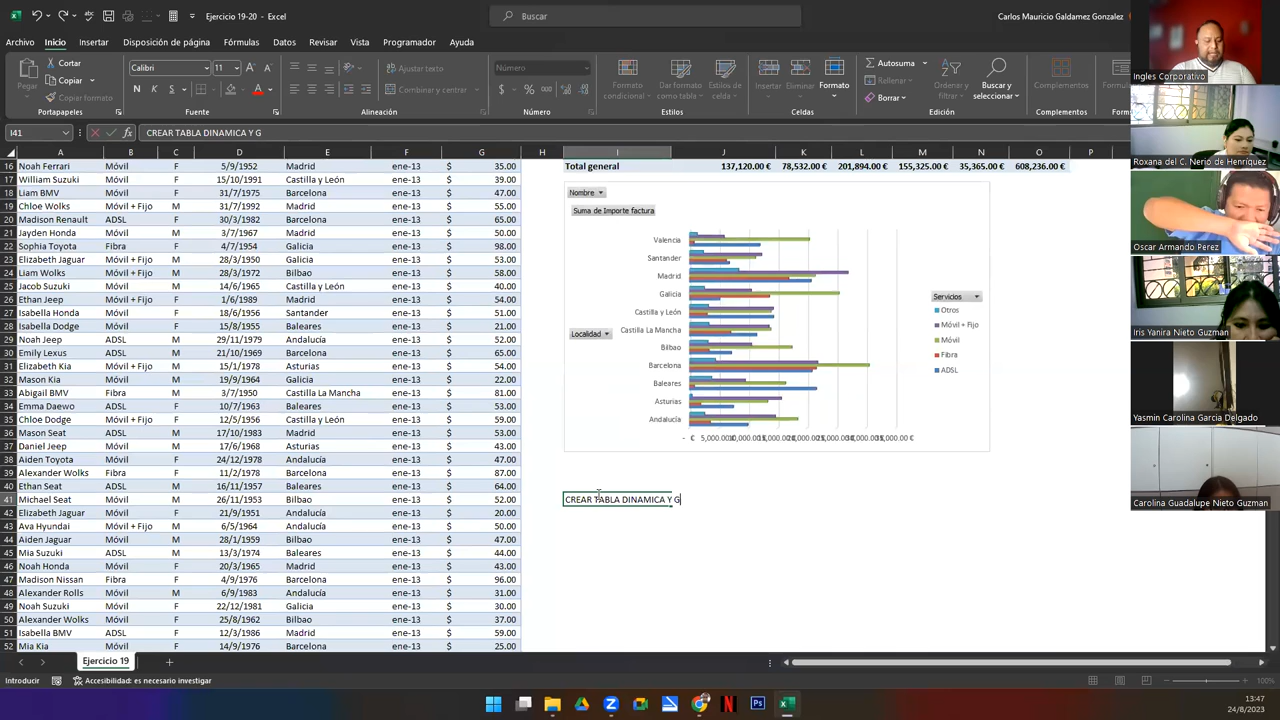 Ejercicio 19-20 - Excel
Buscar
Carlos Mauricio Galdamez Gonzalez
Archivo Inicio Insertar Disposición de página Fórmulas Datos Revisar Vista Programador Ayuda
Pegar
Cortar
Copiar
Copiar formato
Portapapeles
Calibri 11
N K S
Fuente
Ajustar texto
Combinar y centrar
Alineación
Número
$ % 000
Número
Formato condicional
Dar formato como tabla
Estilos de celda
Estilos
Insertar Eliminar Formato
Celdas
Autosuma
Rellenar
Borrar
Ordenar y filtrar
Buscar y seleccionar
Edición
Complementos
Complementos
I41 CREAR TABLA DINAMICA Y G
A B C D E F G H I J K L M N O P
16 Noah Ferrari Móvil F 5/9/1952 Madrid ene-13 $ 35.00
17 William Suzuki Móvil F 15/10/1991 Castilla y León ene-13 $ 39.00
18 Liam BMV Móvil F 31/7/1975 Barcelona ene-13 $ 47.00
19 Chloe Wolks Móvil + Fijo M 31/7/1992 Madrid ene-13 $ 55.00
20 Madison Renault ADSL M 30/3/1982 Barcelona ene-13 $ 65.00
21 Jayden Honda Móvil M 3/7/1967 Madrid ene-13 $ 50.00
22 Sophia Toyota Fibra F 4/7/1954 Galicia ene-13 $ 98.00
23 Elizabeth Jaguar Móvil + Fijo F 28/3/1950 Galicia ene-13 $ 53.00
24 Liam Wolks Móvil + Fijo M 28/3/1992 Bilbao ene-13 $ 58.00
25 Jacob Suzuki Móvil F 14/6/1965 Castilla y León ene-13 $ 40.00
26 Ethan Jeep Móvil + Fijo M 1/6/1989 Madrid ene-13 $ 54.00
27 Isabella Honda Móvil + Fijo M 18/6/1956 Santander ene-13 $ 51.00
28 Isabella Dodge Móvil F 15/8/1955 Baleares ene-13 $ 21.00
29 Noah Jeep ADSL M 29/11/1979 Andalucía ene-13 $ 52.00
30 Emily Lexus ADSL M 21/10/1969 Baleares ene-13 $ 65.00
31 Elizabeth Kia Móvil + Fijo M 15/1/1978 Asturias ene-13 $ 54.00
32 Mason Kia Móvil M 19/9/1964 Galicia ene-13 $ 22.00
33 Abigail BMV Fibra M 3/7/1950 Castilla La Mancha ene-13 $ 81.00
34 Emma Daewo ADSL M 10/7/1963 Baleares ene-13 $ 53.00
35 Chloe Dodge Móvil + Fijo F 12/5/1956 Castilla y León ene-13 $ 59.00
36 Mason Seat ADSL M 17/10/1983 Madrid ene-13 $ 53.00
37 Daniel Jeep Móvil M 17/6/1968 Asturias ene-13 $ 43.00
38 Aiden Toyota Móvil M 24/12/1978 Andalucía ene-13 $ 47.00
39 Alexander Wolks Fibra F 11/2/1978 Barcelona ene-13 $ 87.00
40 Ethan Seat ADSL M 16/11/1957 Baleares ene-13 $ 64.00
41 Michael Seat ADSL M 26/11/1953 Bilbao ene-13 $ 52.00
42 Elizabeth Jaguar Móvil F 21/9/1951 Andalucía ene-13 $ 20.00
43 Ava Hyundai Móvil + Fijo M 6/5/1964 Andalucía ene-13 $ 50.00
44 Aiden Jaguar Móvil M 28/1/1959 Bilbao ene-13 $ 47.00
45 Mia Suzuki ADSL M 13/3/1974 Baleares ene-13 $ 44.00
46 Noah Honda Móvil M 20/3/1965 Madrid ene-13 $ 43.00
47 Madison Nissan Fibra F 4/9/1976 Barcelona ene-13 $ 96.00
48 Alexander Rolls Móvil M 6/9/1983 Andalucía ene-13 $ 31.00
49 Noah Suzuki Móvil F 22/12/1981 Galicia ene-13 $ 30.00
50 Alexander Wolks Móvil F 25/8/1962 Bilbao ene-13 $ 37.00
51 Isabella BMV ADSL M 12/3/1986 Madrid ene-13 $ 59.00
52 Mia Kia Móvil F 14/9/1976 Barcelona ene-13 $ 25.00
Total general 137,120.00 € 78,532.00 € 201,894.00 € 155,325.00 € 35,365.00 € 608,236.00 €
Nombre
Suma de Importe factura
Localidad
Valencia
Santander
Madrid
Galicia
Castilla y León
Castilla La Mancha
Bilbao
Barcelona
Baleares
Asturias
Andalucía
Servicios
Otros
Móvil + Fijo
Móvil
Fibra
ADSL
CREAR TABLA DINAMICA Y G
Ingles Corporativo
Roxana del C. Nerio de Henríquez
Oscar Armando Perez
Iris Yanira Nieto Guzman
Yasmin Carolina Garcia Delgado
Carolina Guadalupe Nieto Guzman
Ejercicio 19
Introducir
Accesibilidad: es necesario investigar
100%
13:47
24/8/2023